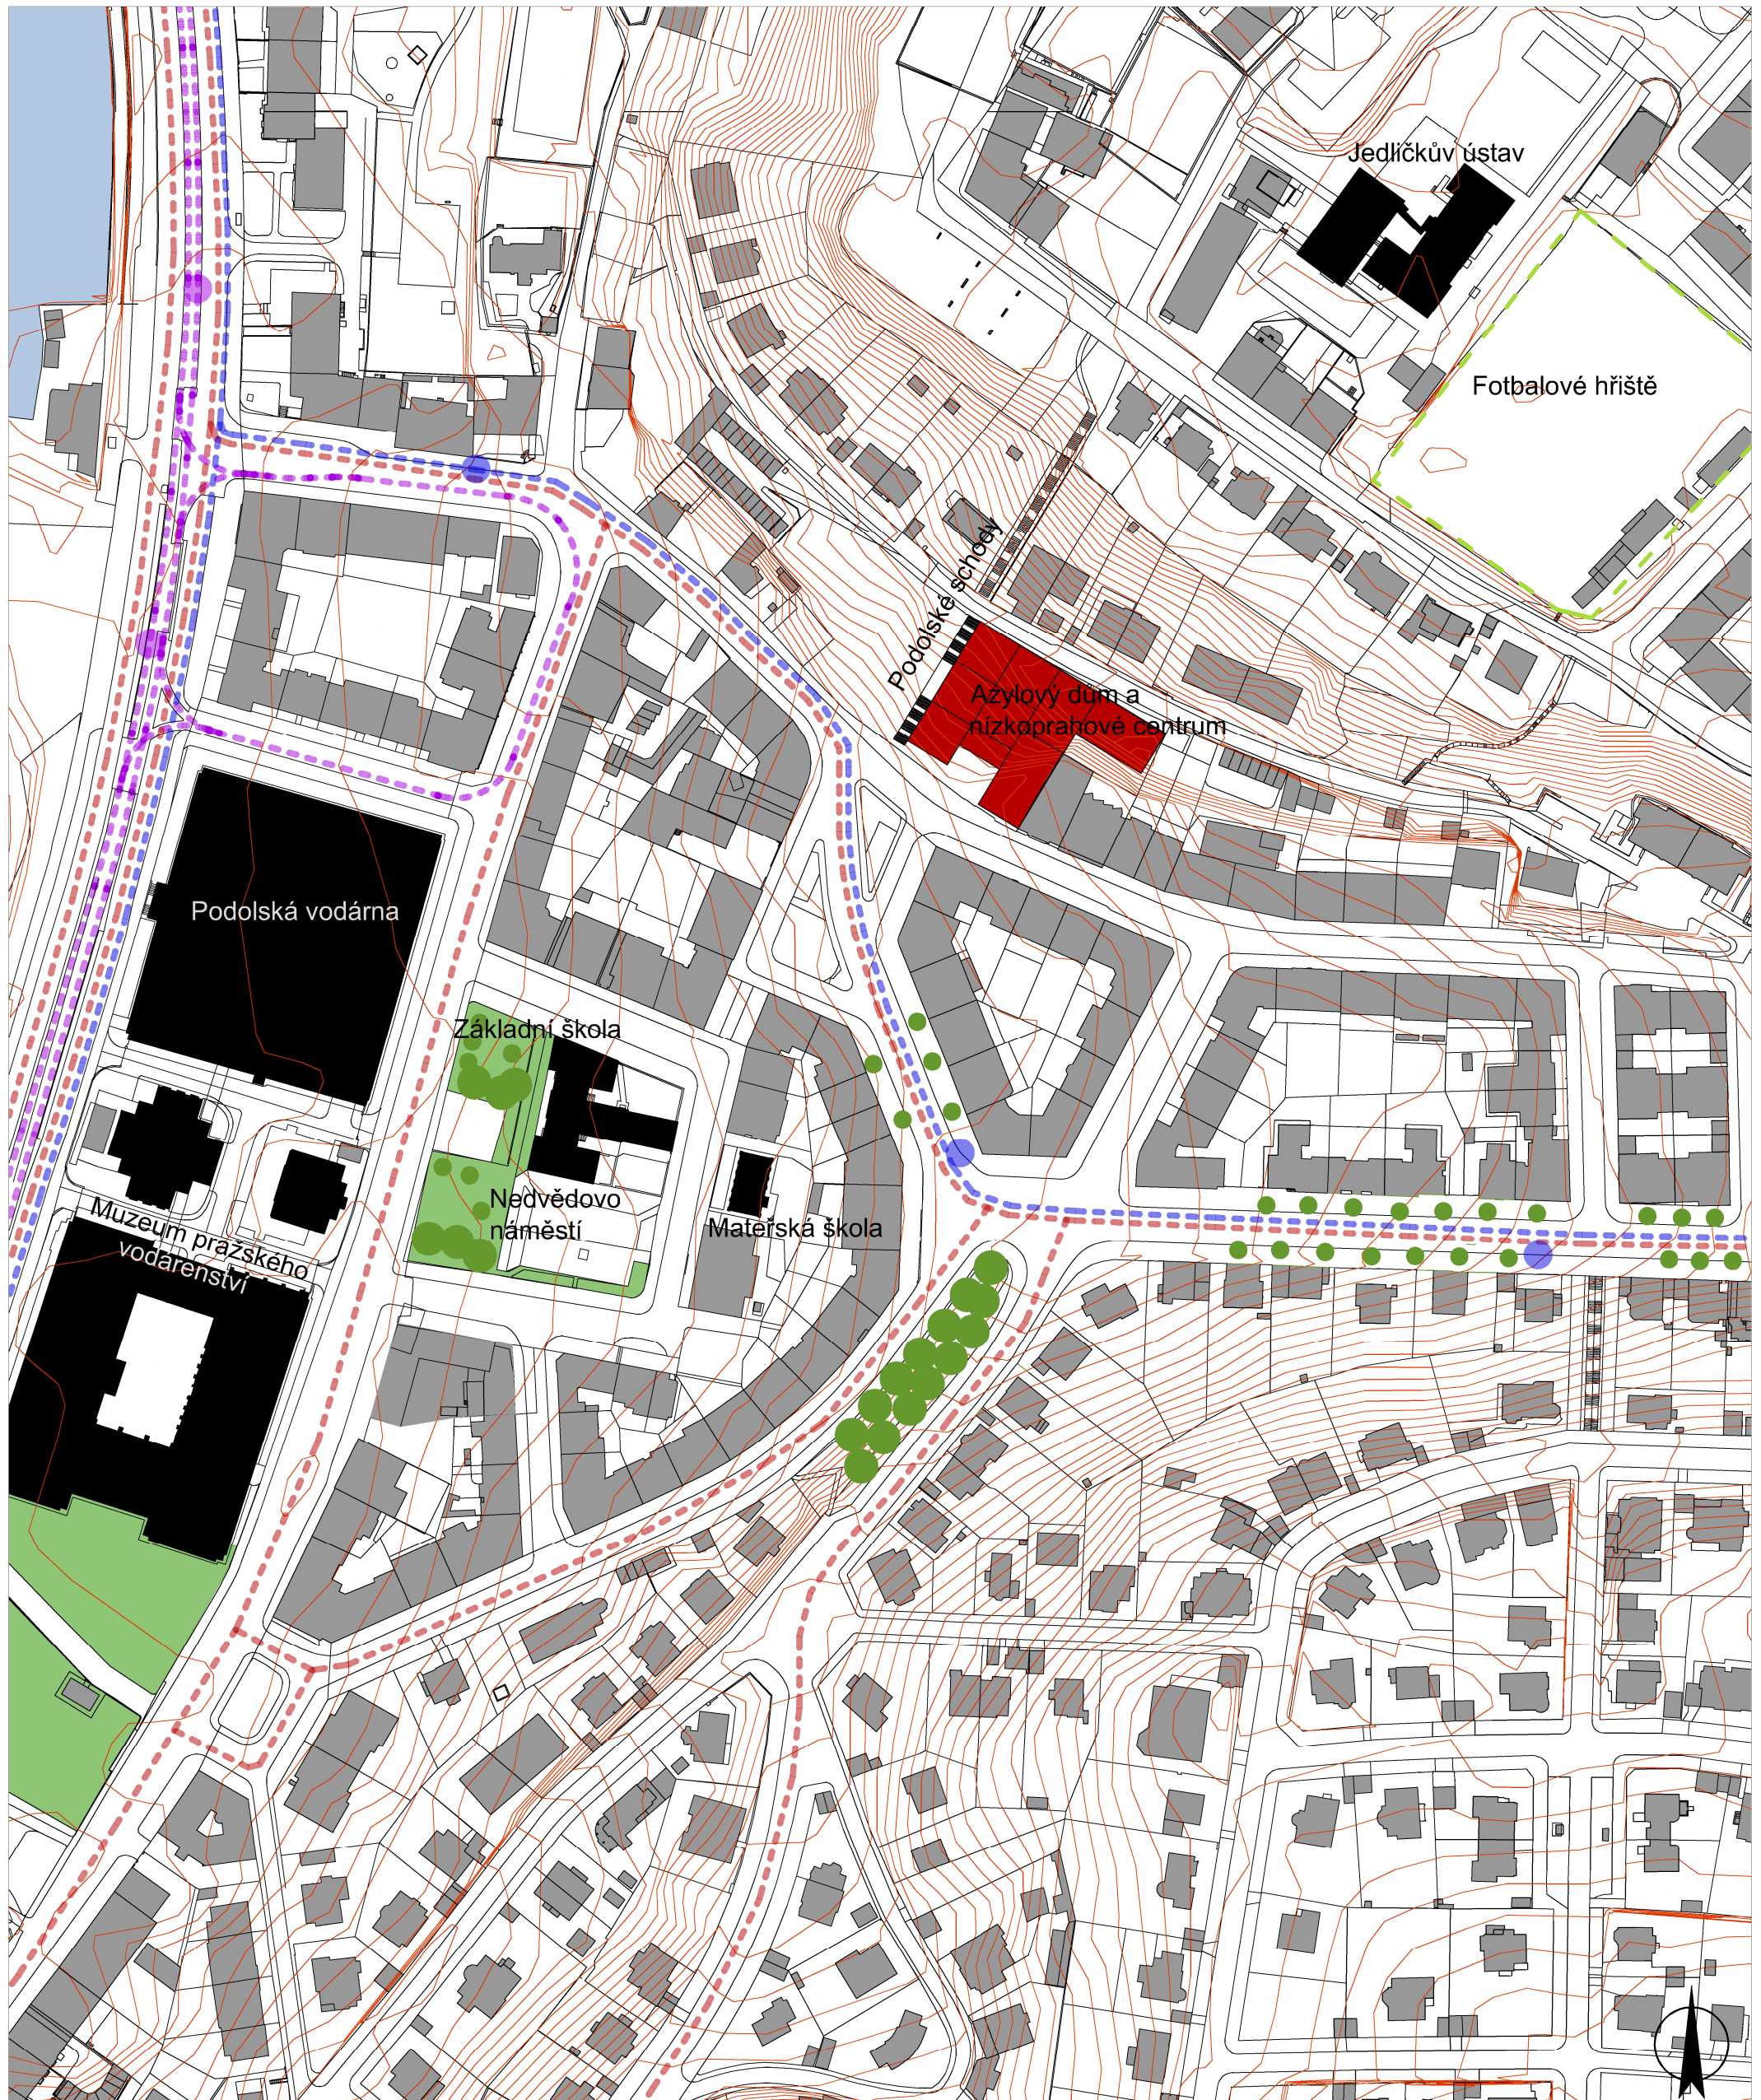 Jedličkův ústav
Fotbalové hřiště
Podolské schody
Azylový dům a
nízkoprahové centrum
Podolská vodárna
Základní škola
Nedvědovo
náměstí
Mateřská škola
Muzeum pražského
vodárenství